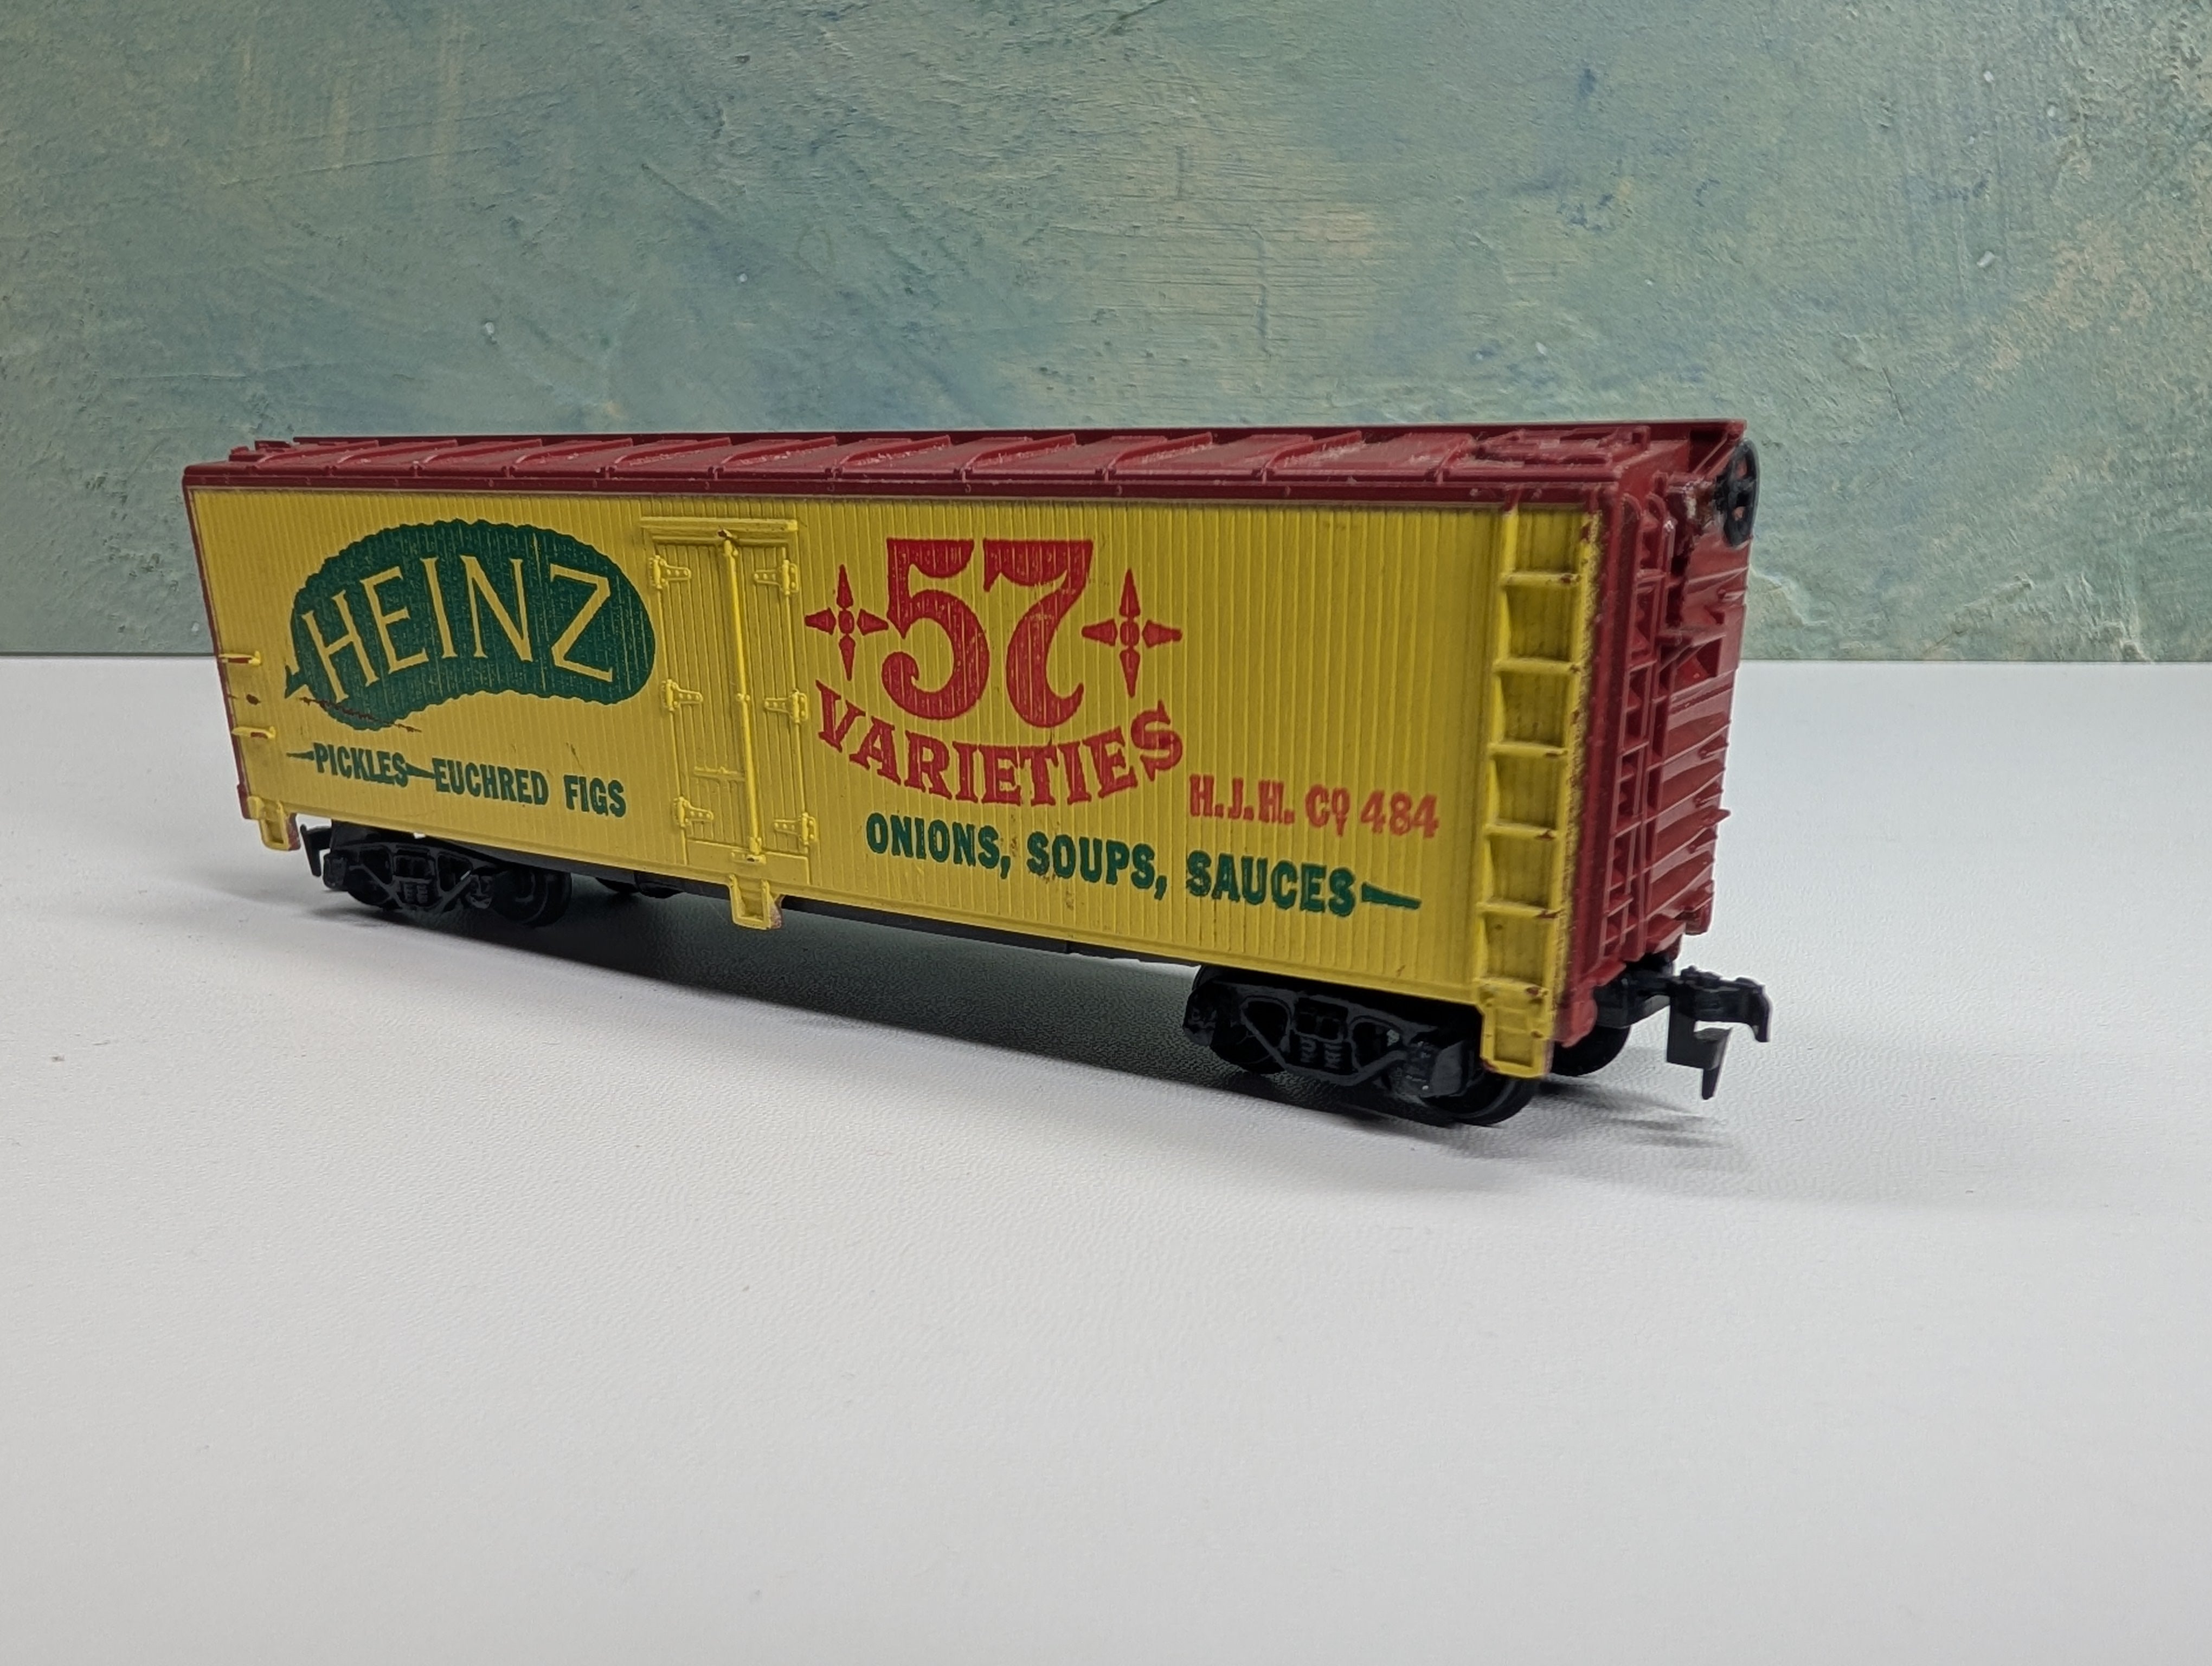 HEINZ
PICKLES—EUCHRED FIGS
57
VARIETIES
H.J.H. Co 484
ONIONS, SOUPS, SAUCES